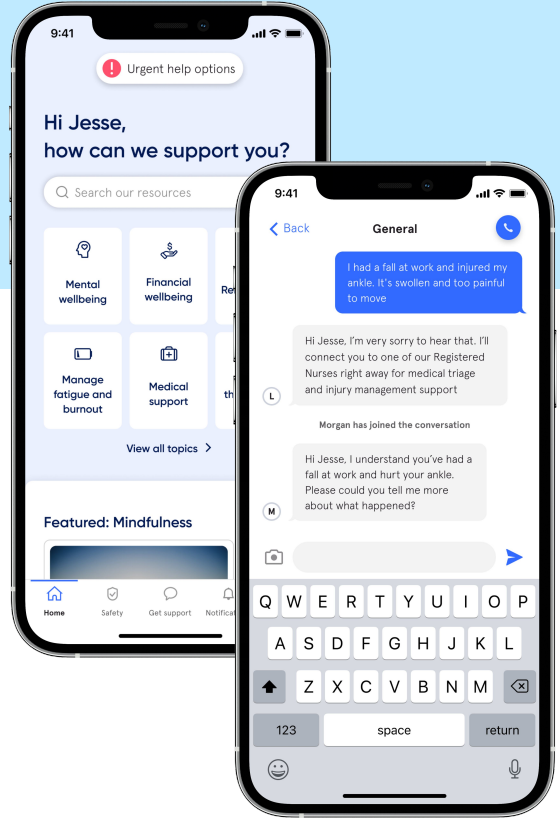 9:41
Urgent help options
Hi Jesse,
how can we support you?
Search our resources
Mental
wellbeing
Financial
wellbeing
Manage
fatigue and
burnout
Medical
support
View all topics
Featured: Mindfulness
Home
Safety
Get support
9:41
Back
General
I had a fall at work and injured my
ankle. It's swollen and too painful
to move
Hi Jesse, I'm very sorry to hear that. I'll
connect you to one of our Registered
Nurses right away for medical triage
and injury management support
L
Morgan has joined the conversation
Hi Jesse, I understand you've had a
fall at work and hurt your ankle.
Please could you tell me more
about what happened?
M
Q W E R T Y U I O P
A S D F G H J K L
Z X C V B N M
123 space return